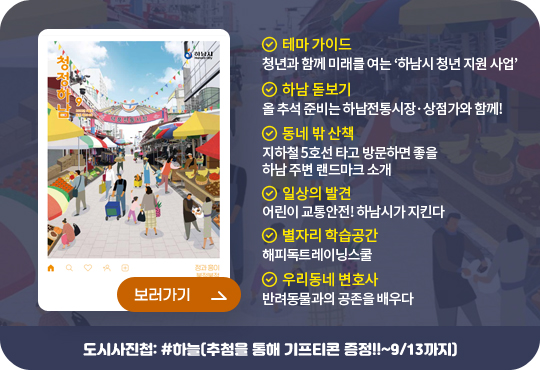 하남시
청정하남
9
테마 가이드
청년과 함께 미래를 여는 ‘하남시 청년 지원 사업’
하남 돋보기
올 추석 준비는 하남전통시장·상점가와 함께!
동네 밖 산책
지하철 5호선 타고 방문하면 좋을
하남 주변 랜드마크 소개
일상의 발견
어린이 교통안전! 하남시가 지킨다
별자리 학습공간
해피독트레이닝스쿨
우리동네 변호사
반려동물과의 공존을 배우다
보러가기
도시사진첩: #하늘(추첨을 통해 기프티콘 증정!!~9/13까지)